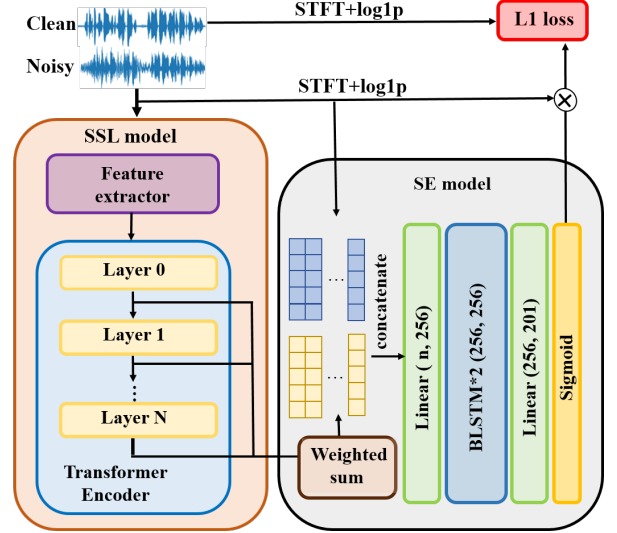 Clean
STFT+log1p
L1 loss
Noisy
STFT+log1p
SSL model
Feature
extractor
SE model
Layer 0
Layer 1
Layer N
Transformer
Encoder
...
...
concatenate
Weighted
sum
Linear ( n, 256)
BLSTM*2 (256, 256)
Linear (256, 201)
Sigmoid